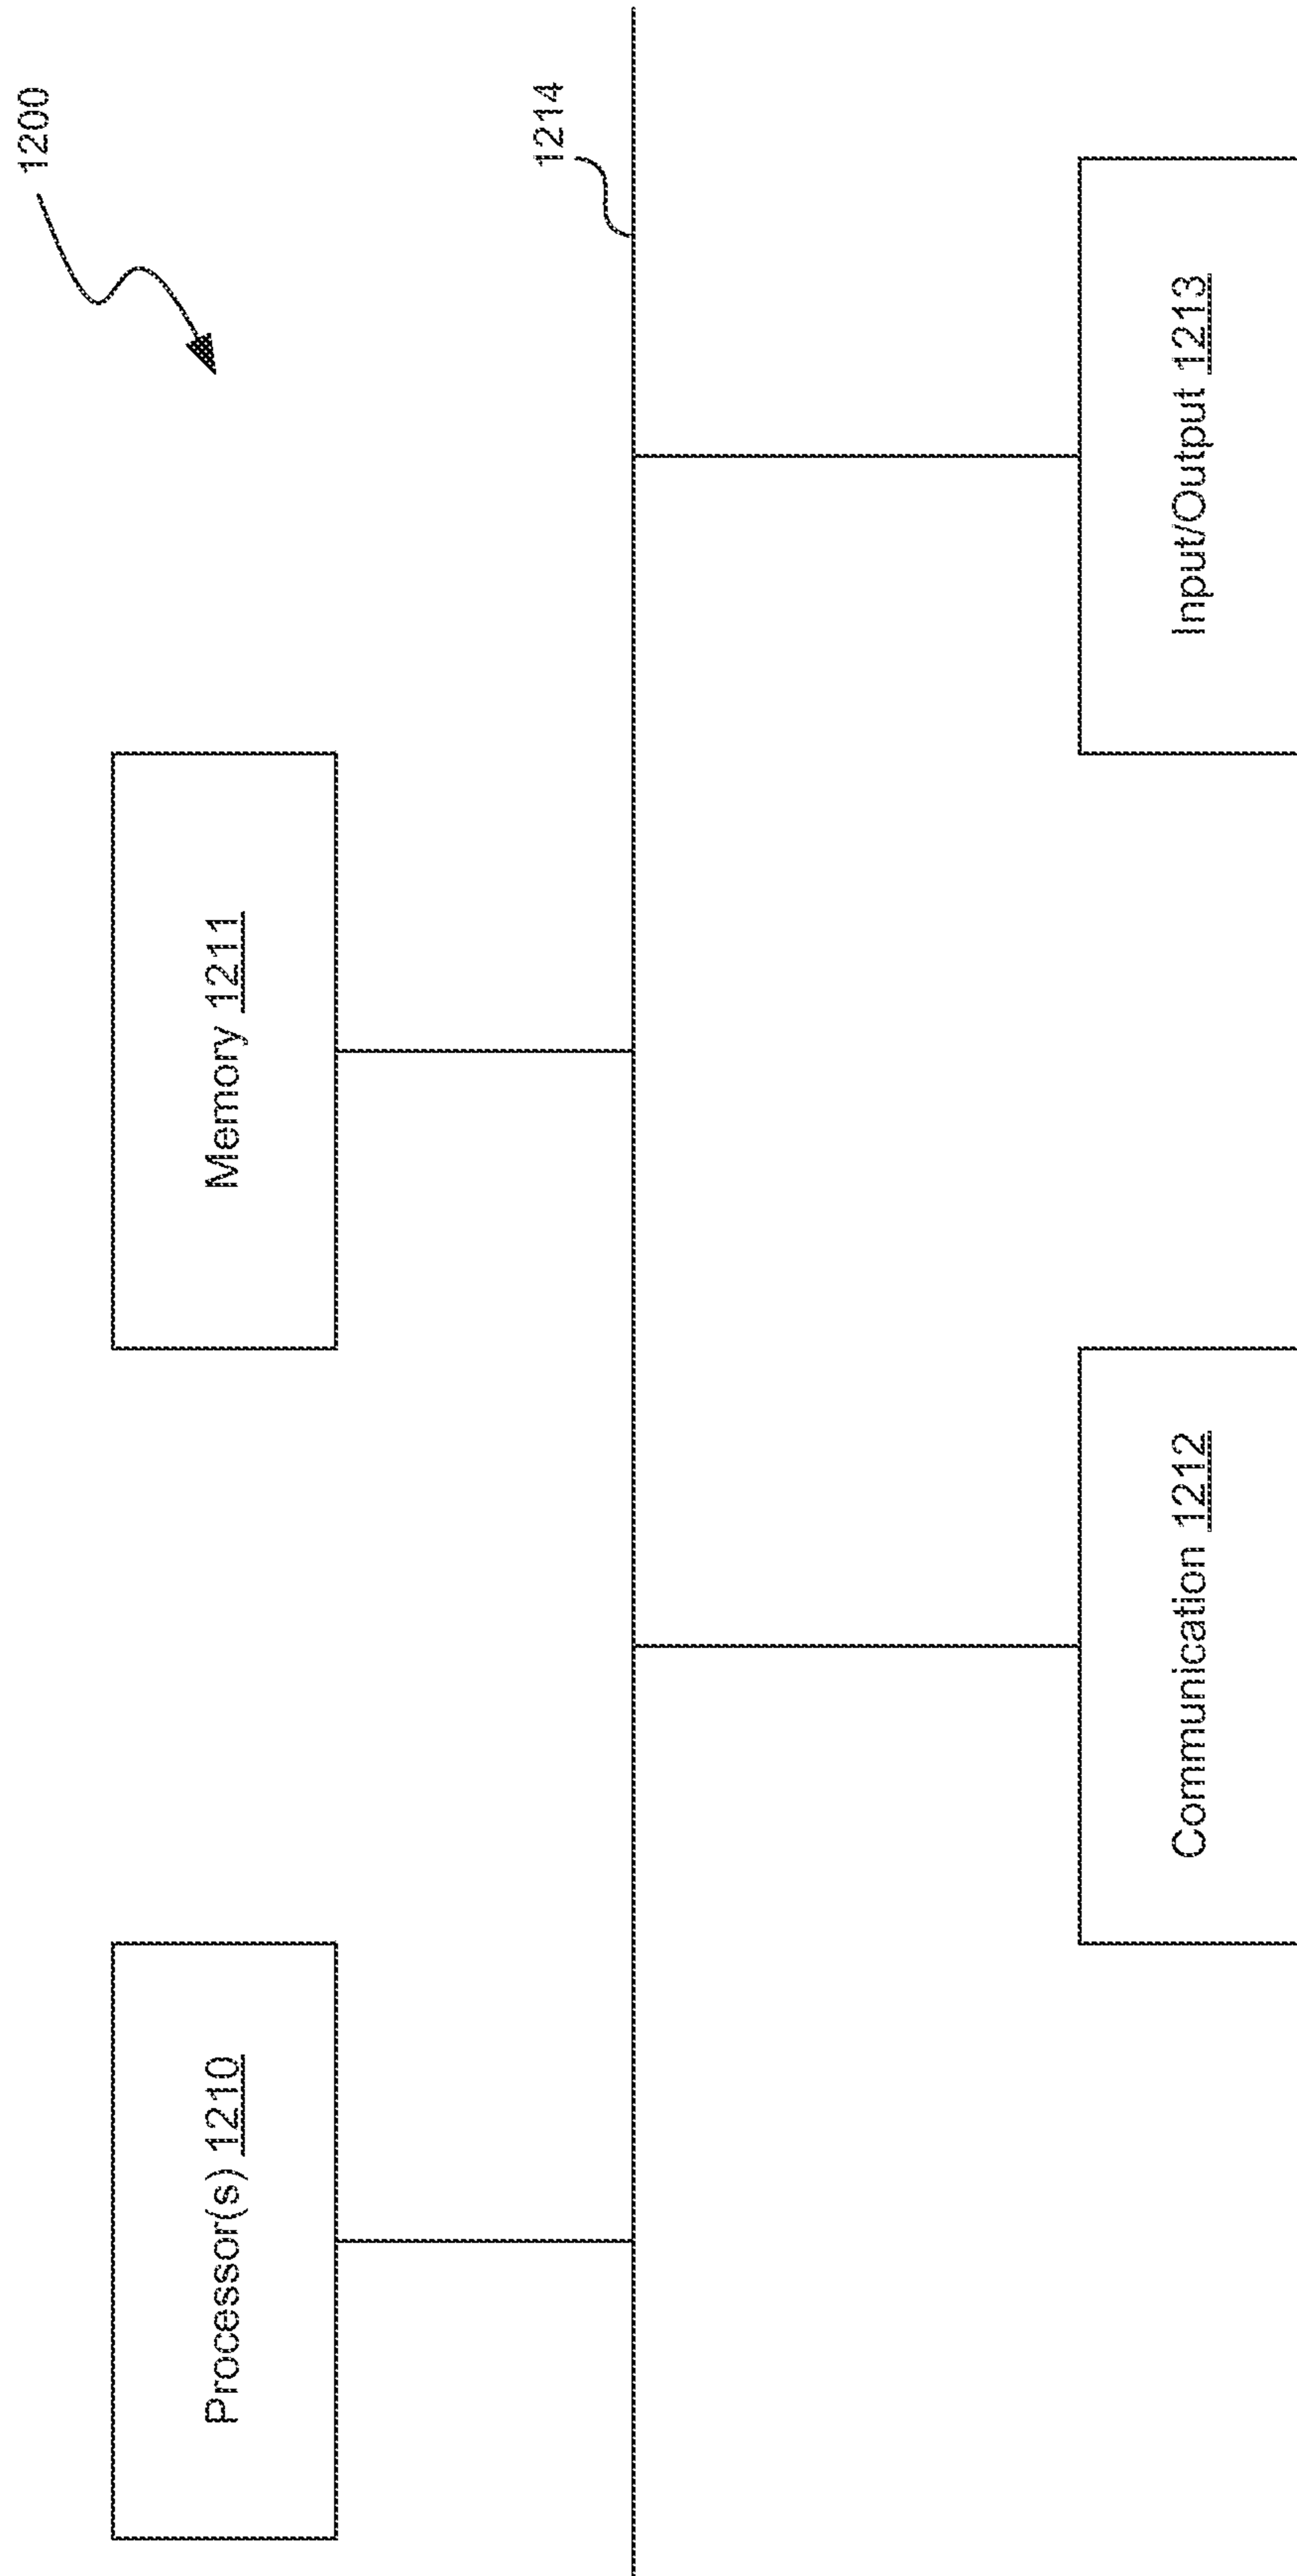 1200
Processor(s) 1210
Memory 1211
1214
Communication 1212
Input/Output 1213